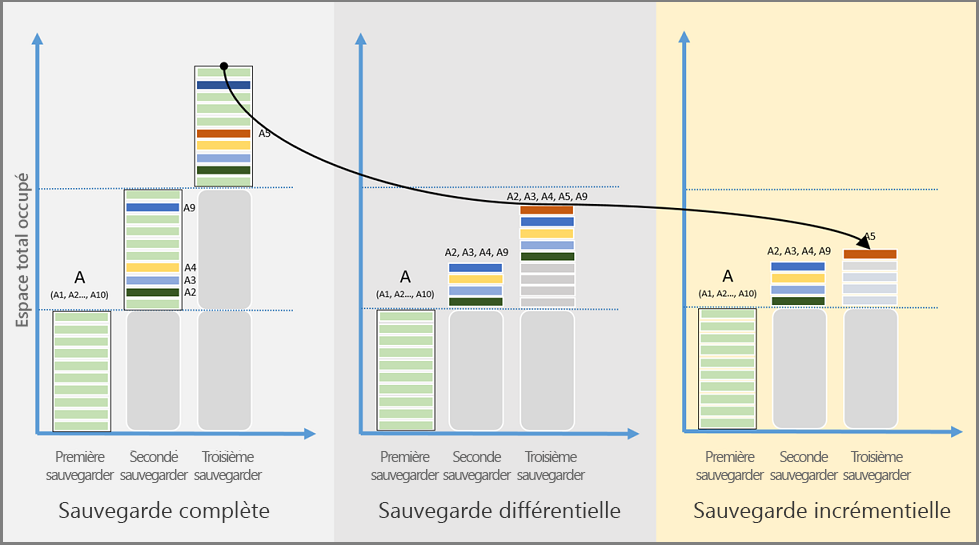 Espace total occupé
A5
A9
A4
A3
A2
A
(A1, A2..., A10)
Première
sauvegarder
Seconde
sauvegarder
Troisième
sauvegarder
Sauvegarde complète
A2, A3, A4, A5, A9
A2, A3, A4, A9
A
(A1, A2..., A10)
Première
sauvegarder
Seconde
sauvegarder
Troisième
sauvegarder
Sauvegarde différentielle
A5
A2, A3, A4, A9
A
(A1, A2..., A10)
Première
sauvegarder
Seconde
sauvegarder
Troisième
sauvegarder
Sauvegarde incrémentielle